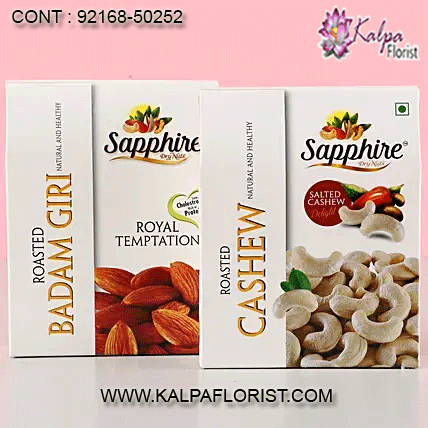 CONT : 92168-50252
Kalpa
Florist
Sapphire
Dry Nuts
ROYAL
TEMPTATION
ROASTED
BADAM GIRI
NATURAL AND HEALTHY
Sapphire
Dry Nuts
SALTED
CASHEW
Delight
ROASTED
CASHEW
NATURAL AND HEALTHY
WWW.KALPAFLORIST.COM